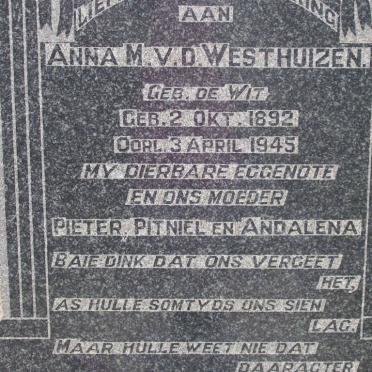 AAN
ANNA M. V.D. WESTHUIZEN.
GEB. DE WIT
GEB. 2 OKT. 1892
OORL. 3 APRIL 1945
MY DIERBARE EGGENOTE
EN ONS MOEDER
PIETER, PITNIEL EN ANDALENA
BAIE DINK DAT ONS VERGEET
HET,
AS HULLE SOMTYDS ONS SIEN
LAG.
MAAR HULLE WEET NIE DAT
DAARAGTER